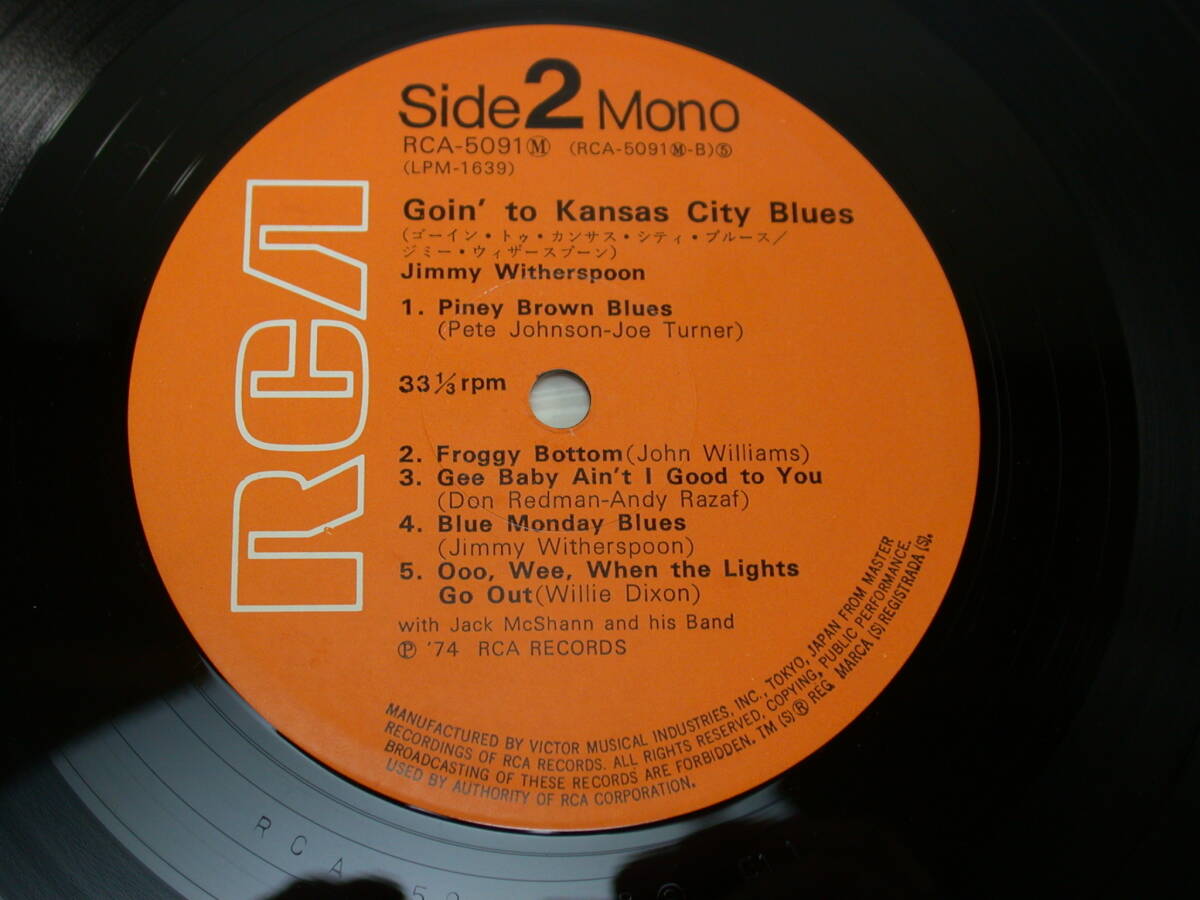 Side 2 Mono
RCA-5091Ⓜ (RCA-5091Ⓜ-B)⑤
(LPM-1639)
Goin' to Kansas City Blues
(ゴーイン・トゥ・カンサス・シティ・ブルース/
ジミー・ウィザースプーン)
Jimmy Witherspoon
1. Piney Brown Blues
(Pete Johnson-Joe Turner)
33 1/3 rpm
2. Froggy Bottom (John Williams)
3. Gee Baby Ain't I Good to You
(Don Redman-Andy Razaf)
4. Blue Monday Blues
(Jimmy Witherspoon)
5. Ooo, Wee, When the Lights
Go Out (Willie Dixon)
with Jack McShann and his Band
Ⓟ '74 RCA RECORDS
MANUFACTURED BY VICTOR MUSICAL INDUSTRIES, INC., TOKYO, JAPAN FROM MASTER
RECORDINGS OF RCA RECORDS. ALL RIGHTS RESERVED. COPYING, PUBLIC PERFORMANCE,
BROADCASTING OF THESE RECORDS ARE FORBIDDEN. TM (S) ® REG. MARCA (S) REGISTRADA (S).
USED BY AUTHORITY OF RCA CORPORATION.
RCA
RCA